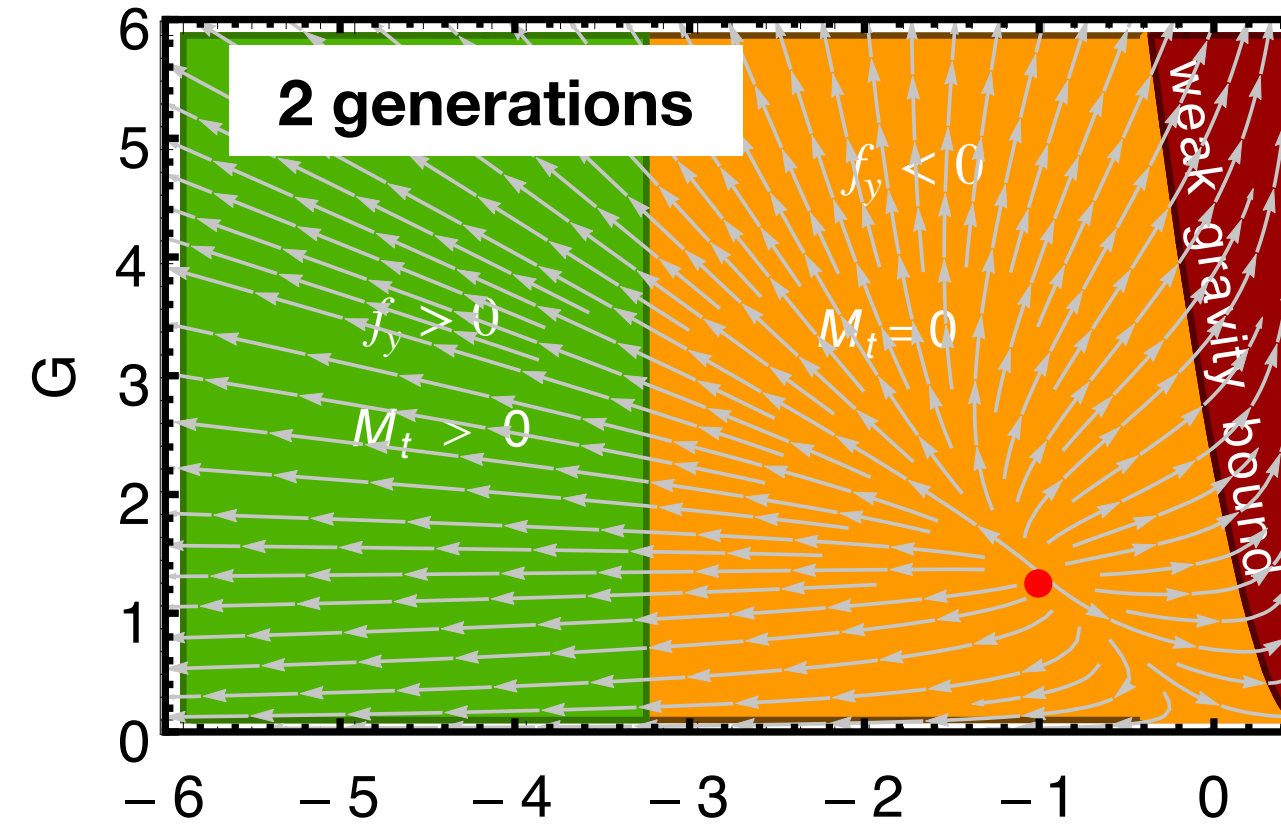 6
2 generations
5
f_y < 0
4
f_y > 0
M_t = 0
G
3
M_t > 0
weak gravity bound
2
1
0
– 6 – 5 – 4 – 3 – 2 – 1 0